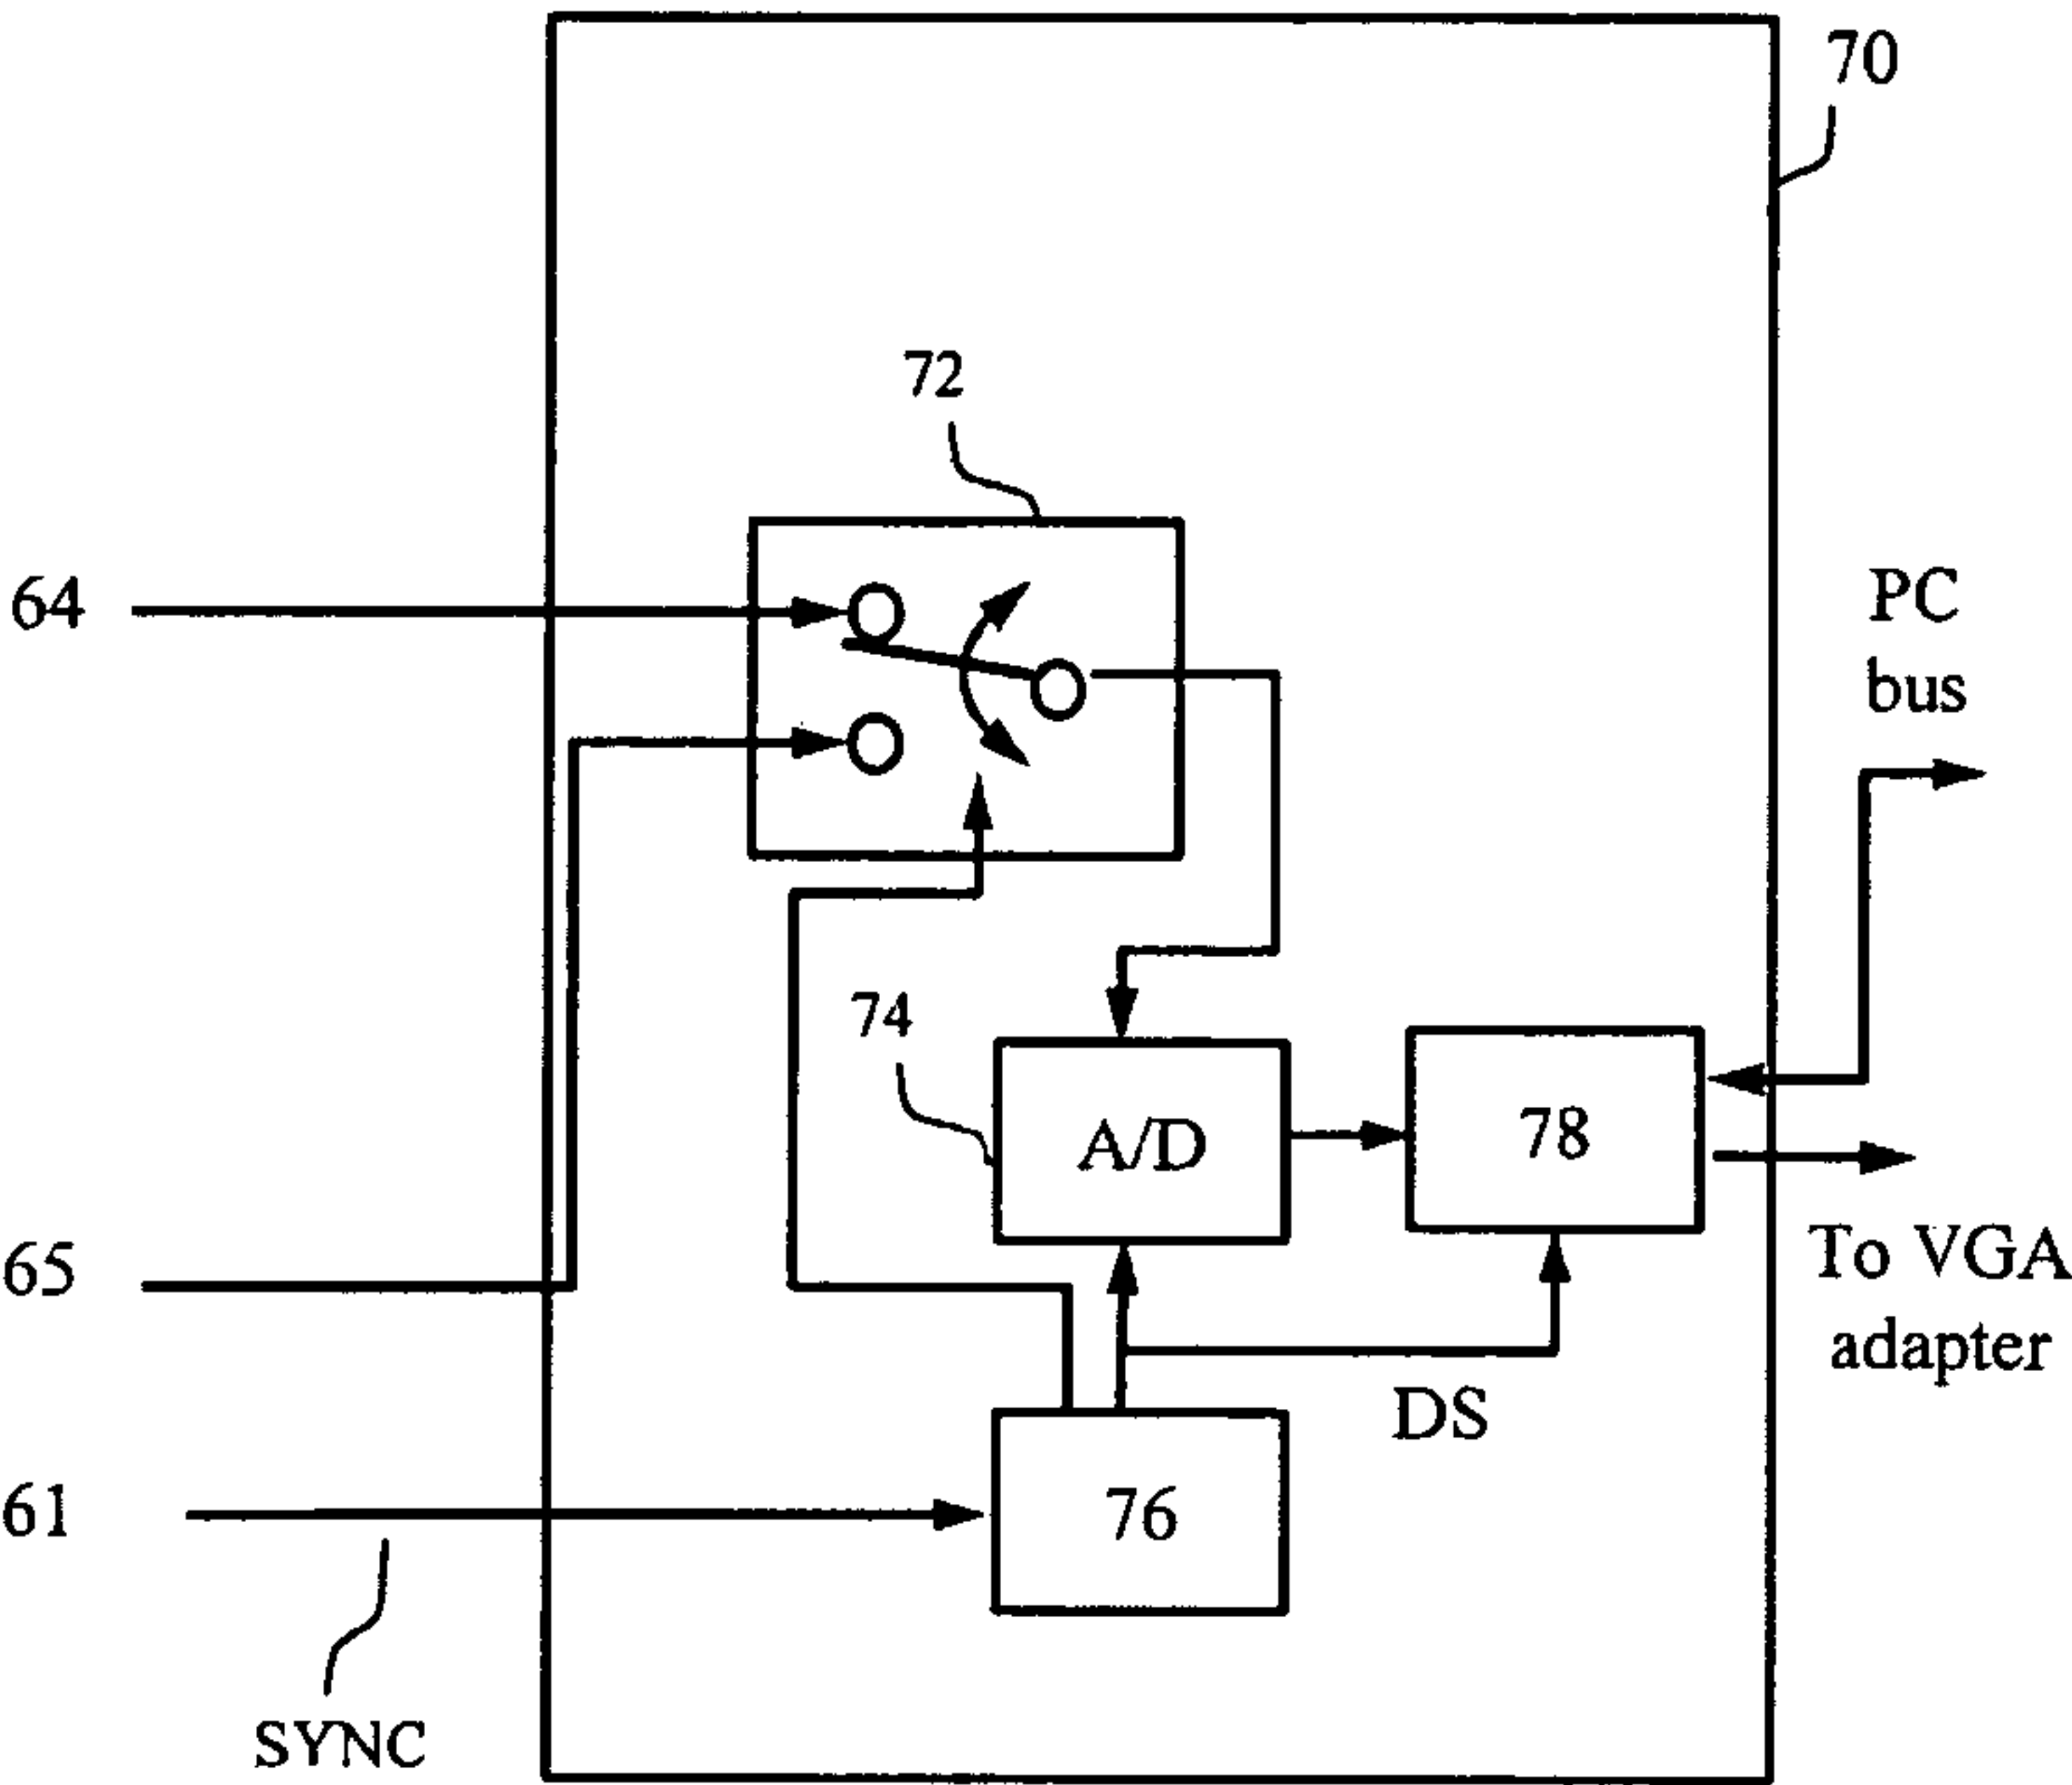 70
72
64
PC
bus
74
A/D
78
65
To VGA
adapter
DS
61
76
SYNC